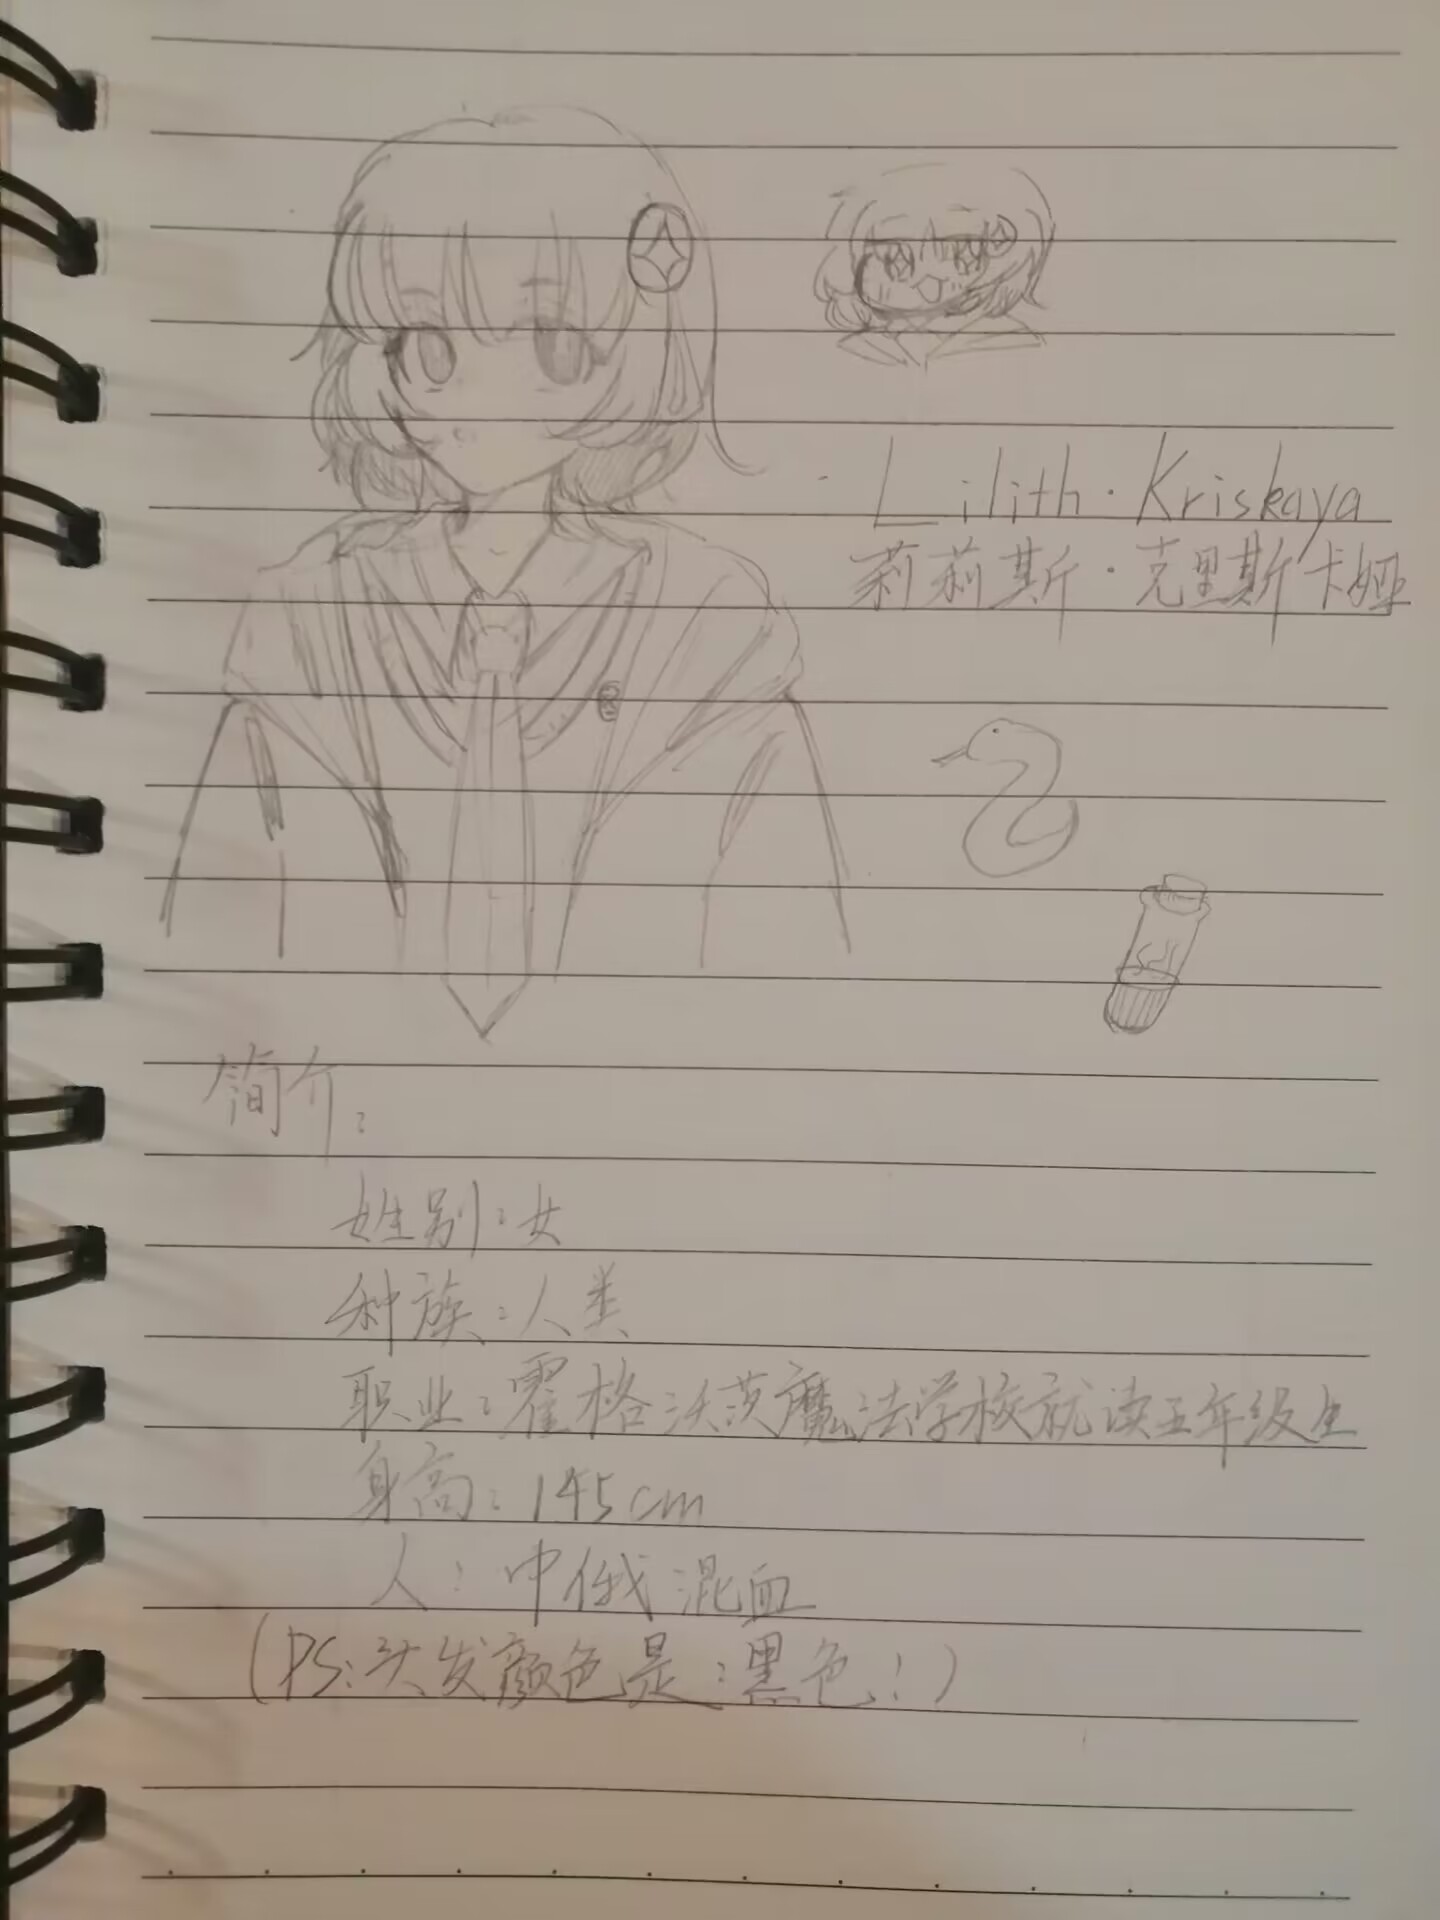 Lilith·Kriskaya
莉莉斯·克里斯卡娅
简介:
姓别:女
种族:人类
职业:霍格沃茨魔法学校就读五年级生
身高:145cm
人:中俄混血
(PS:头发颜色是:黑色!)